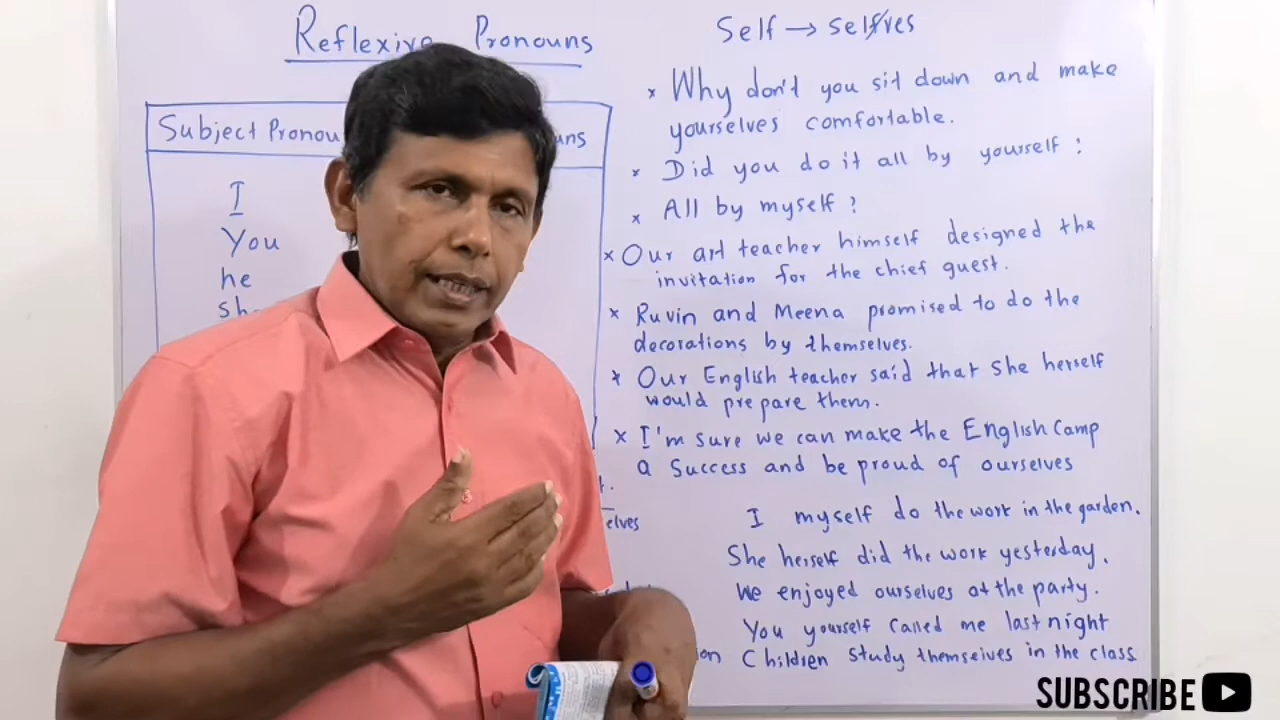 Reflexive Pronouns
Subject Pronou
uns
I
You
he
sh
t.
elves
ion
Self → selfves
× Why don't you sit down and make
yourselves comfortable.
× Did you do it all by yourself :
× All by myself ?
× Our art teacher himself designed the
invitation for the chief guest.
× Ruvin and Meena promised to do the
decorations by themselves.
× Our English teacher said that she herself
would prepare them.
× I'm sure we can make the English Camp
a Success and be proud of ourselves
I myself do the work in the garden.
She herself did the work yesterday.
We enjoyed ourselves at the party.
You yourself called me last night
Children study themselves in the class
SUBSCRIBE